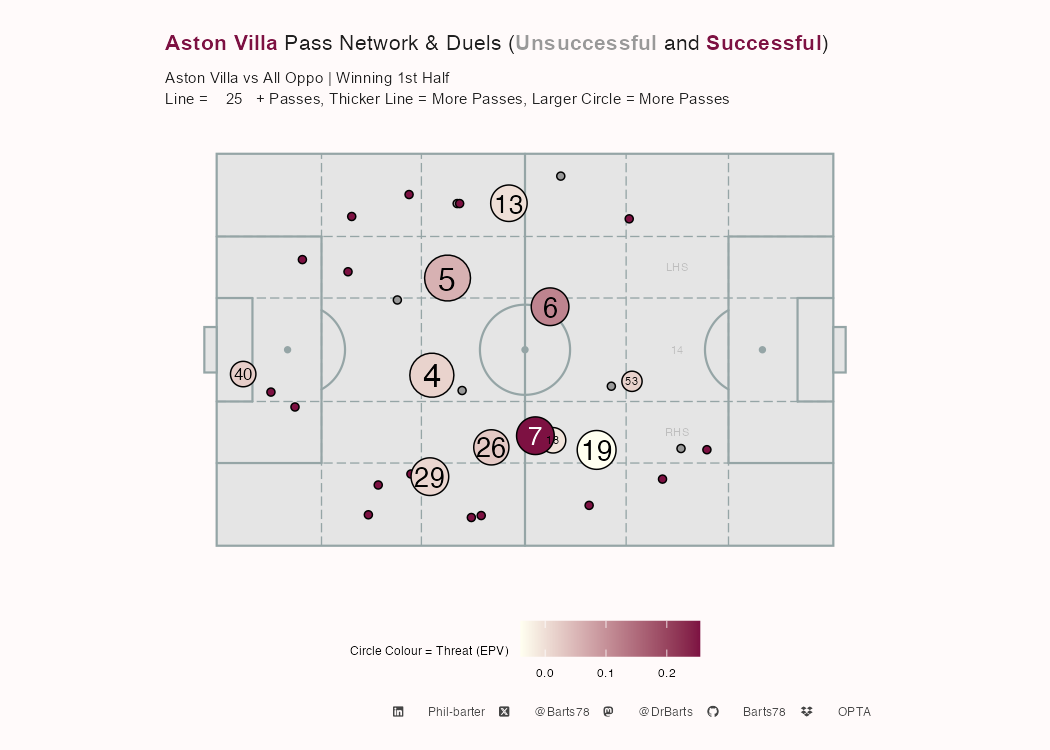 Aston Villa Pass Network & Duels (Unsuccessful and Successful)
Aston Villa vs All Oppo | Winning 1st Half
Line = 25 + Passes, Thicker Line = More Passes, Larger Circle = More Passes
13
LHS
5
6
14
40
4
53
RHS
7
26
19
29
Circle Colour = Threat (EPV)
0.0 0.1 0.2
Phil-barter @Barts78 @DrBarts Barts78 OPTA